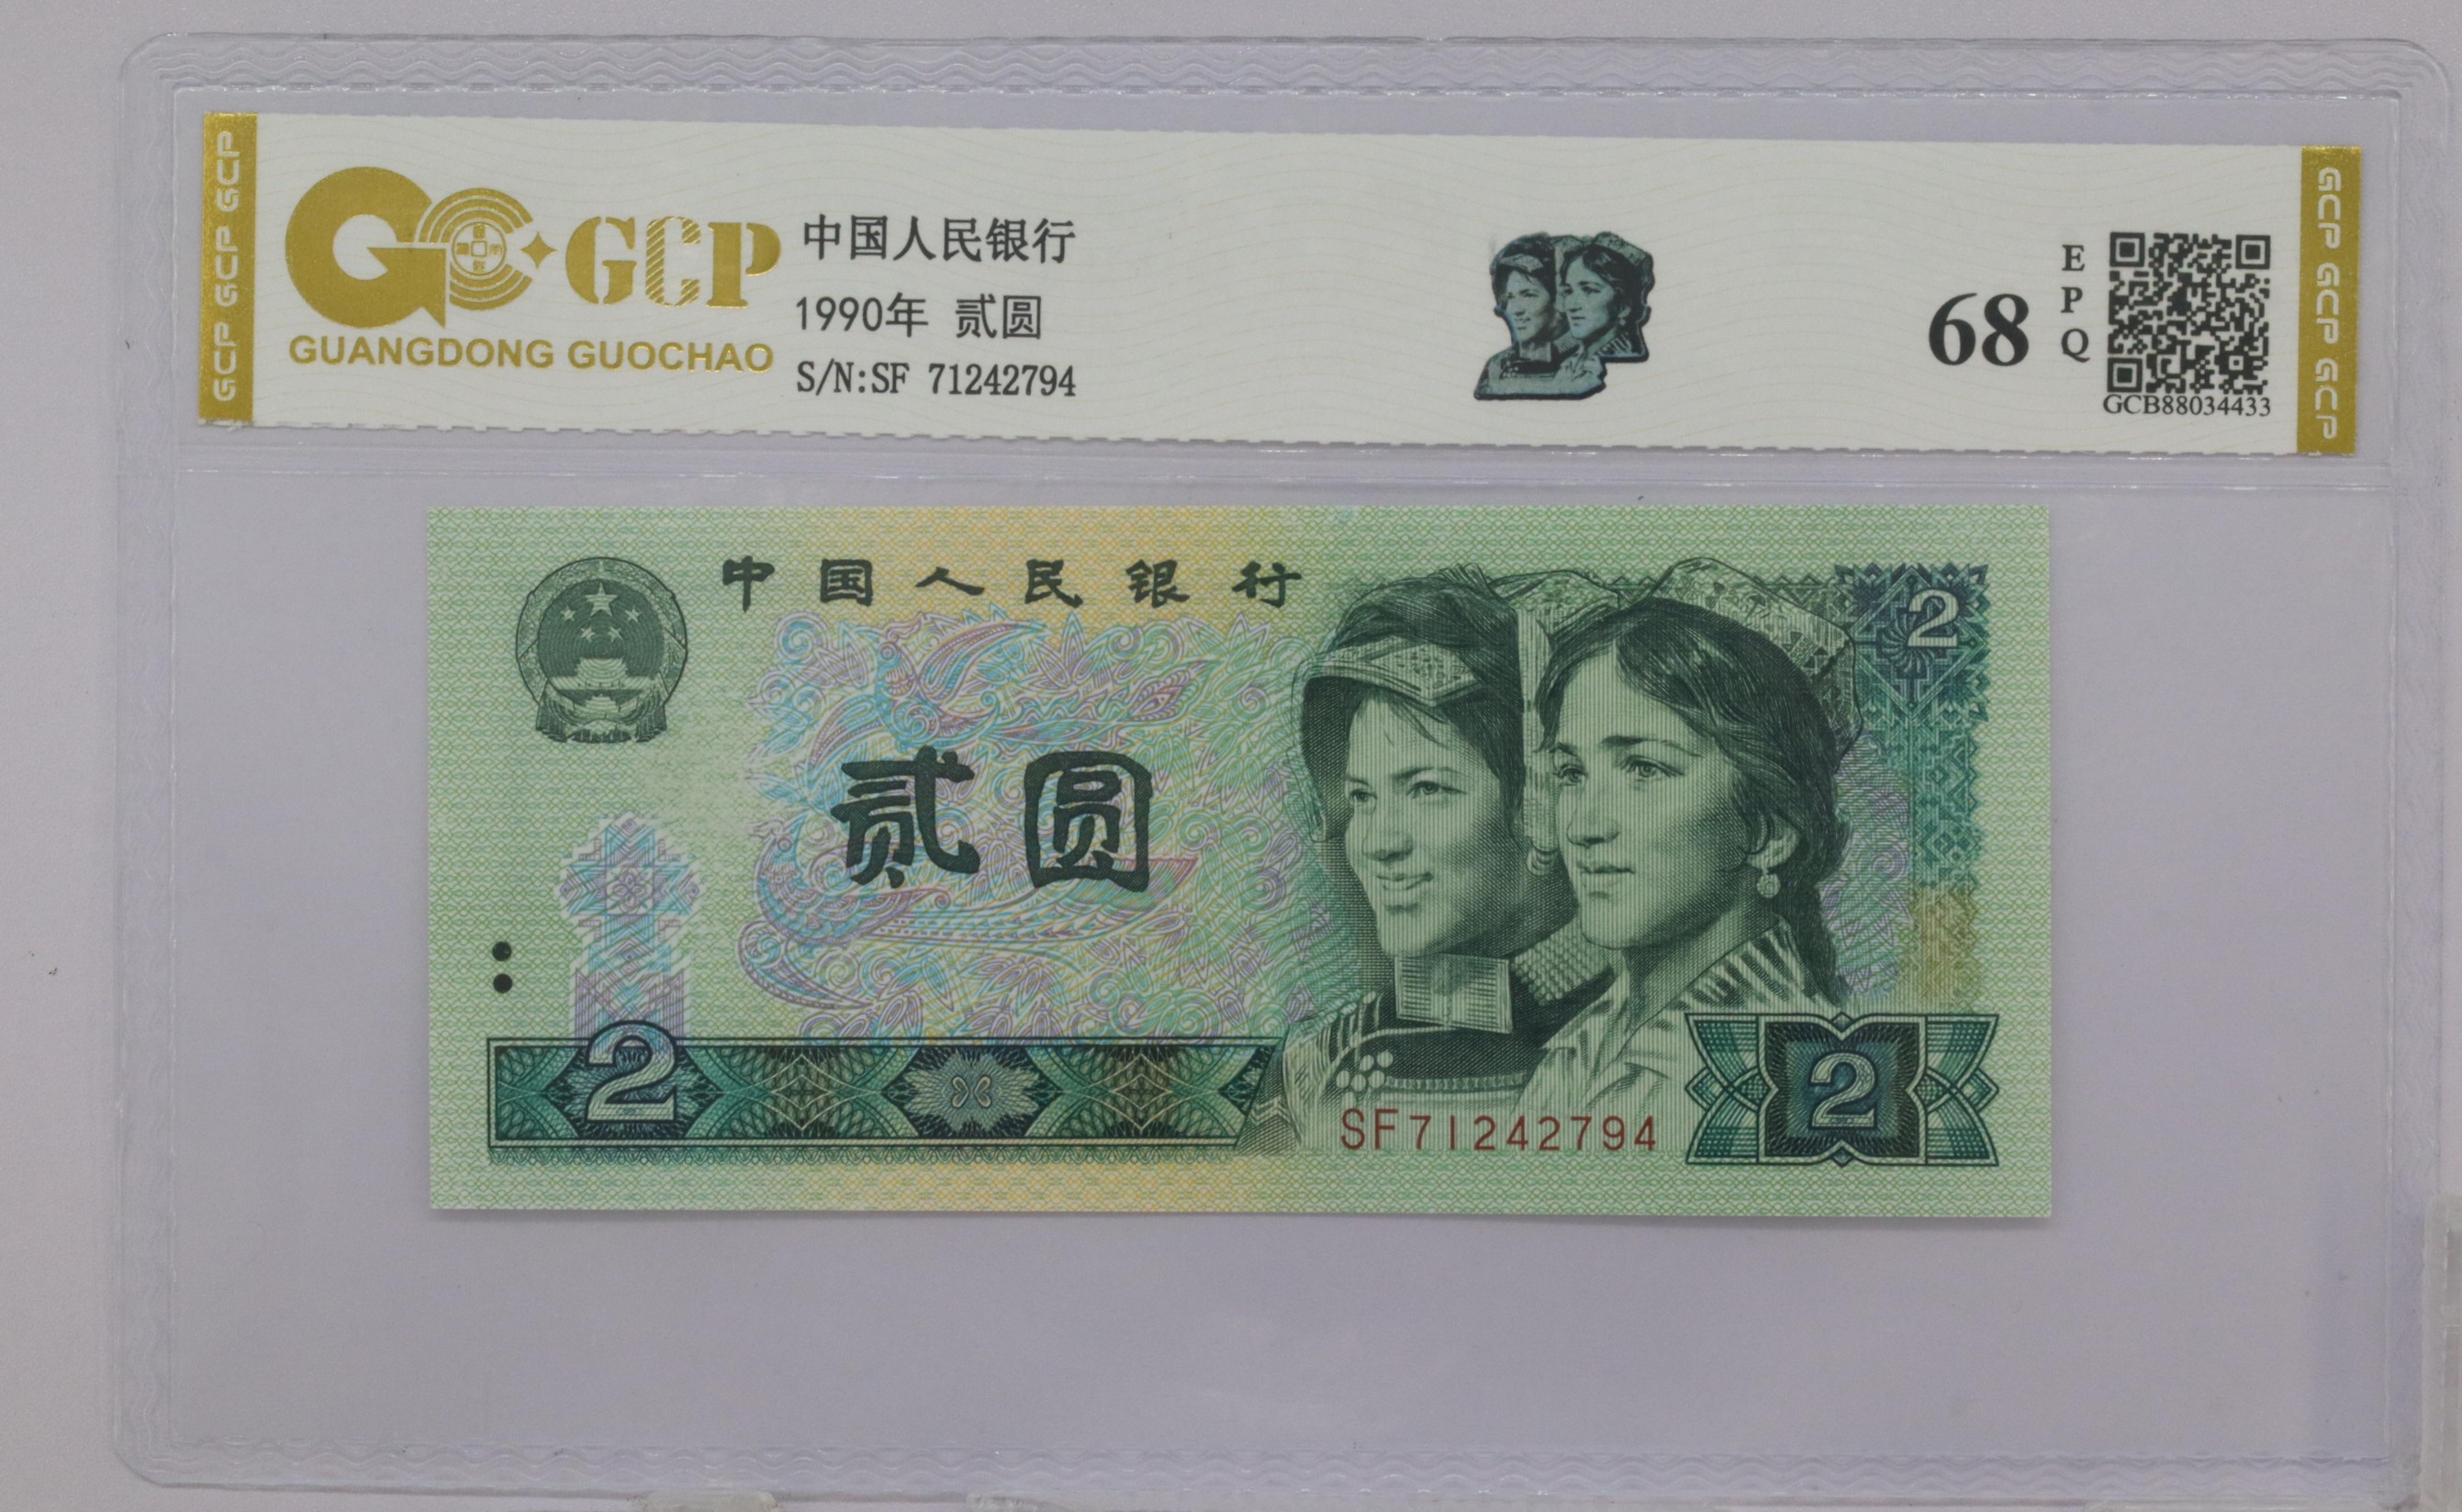 GCP GCP GCP
GCP
GUANGDONG GUOCHAO
中国人民银行
1990年 贰圆
S/N:SF 71242794
68
EPQ
GCB88034433
GCP GCP GCP
中国人民银行
2
贰圆
2
SF71242794
2